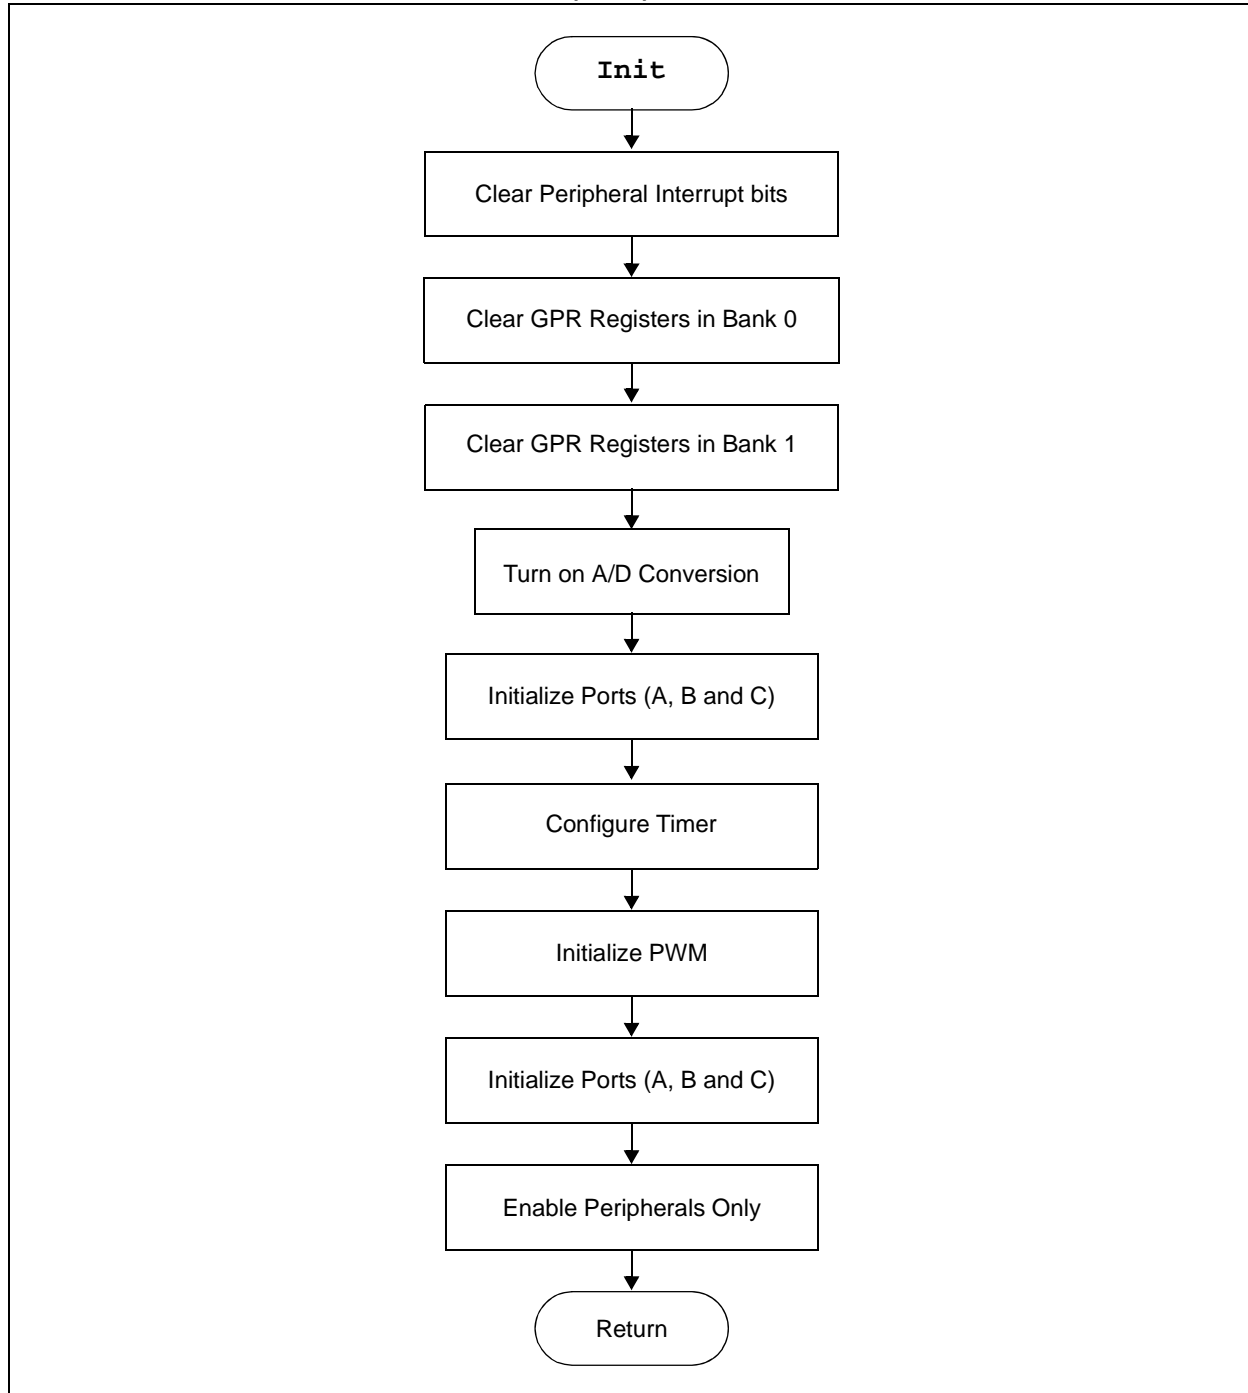 Init
Clear Peripheral Interrupt bits
Clear GPR Registers in Bank 0
Clear GPR Registers in Bank 1
Turn on A/D Conversion
Initialize Ports (A, B and C)
Configure Timer
Initialize PWM
Initialize Ports (A, B and C)
Enable Peripherals Only
Return